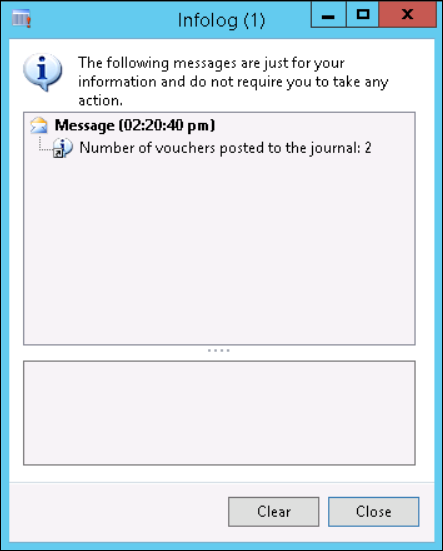 Infolog (1)
The following messages are just for your
information and do not require you to take any
action.
Message (02:20:40 pm)
Number of vouchers posted to the journal: 2
Clear
Close